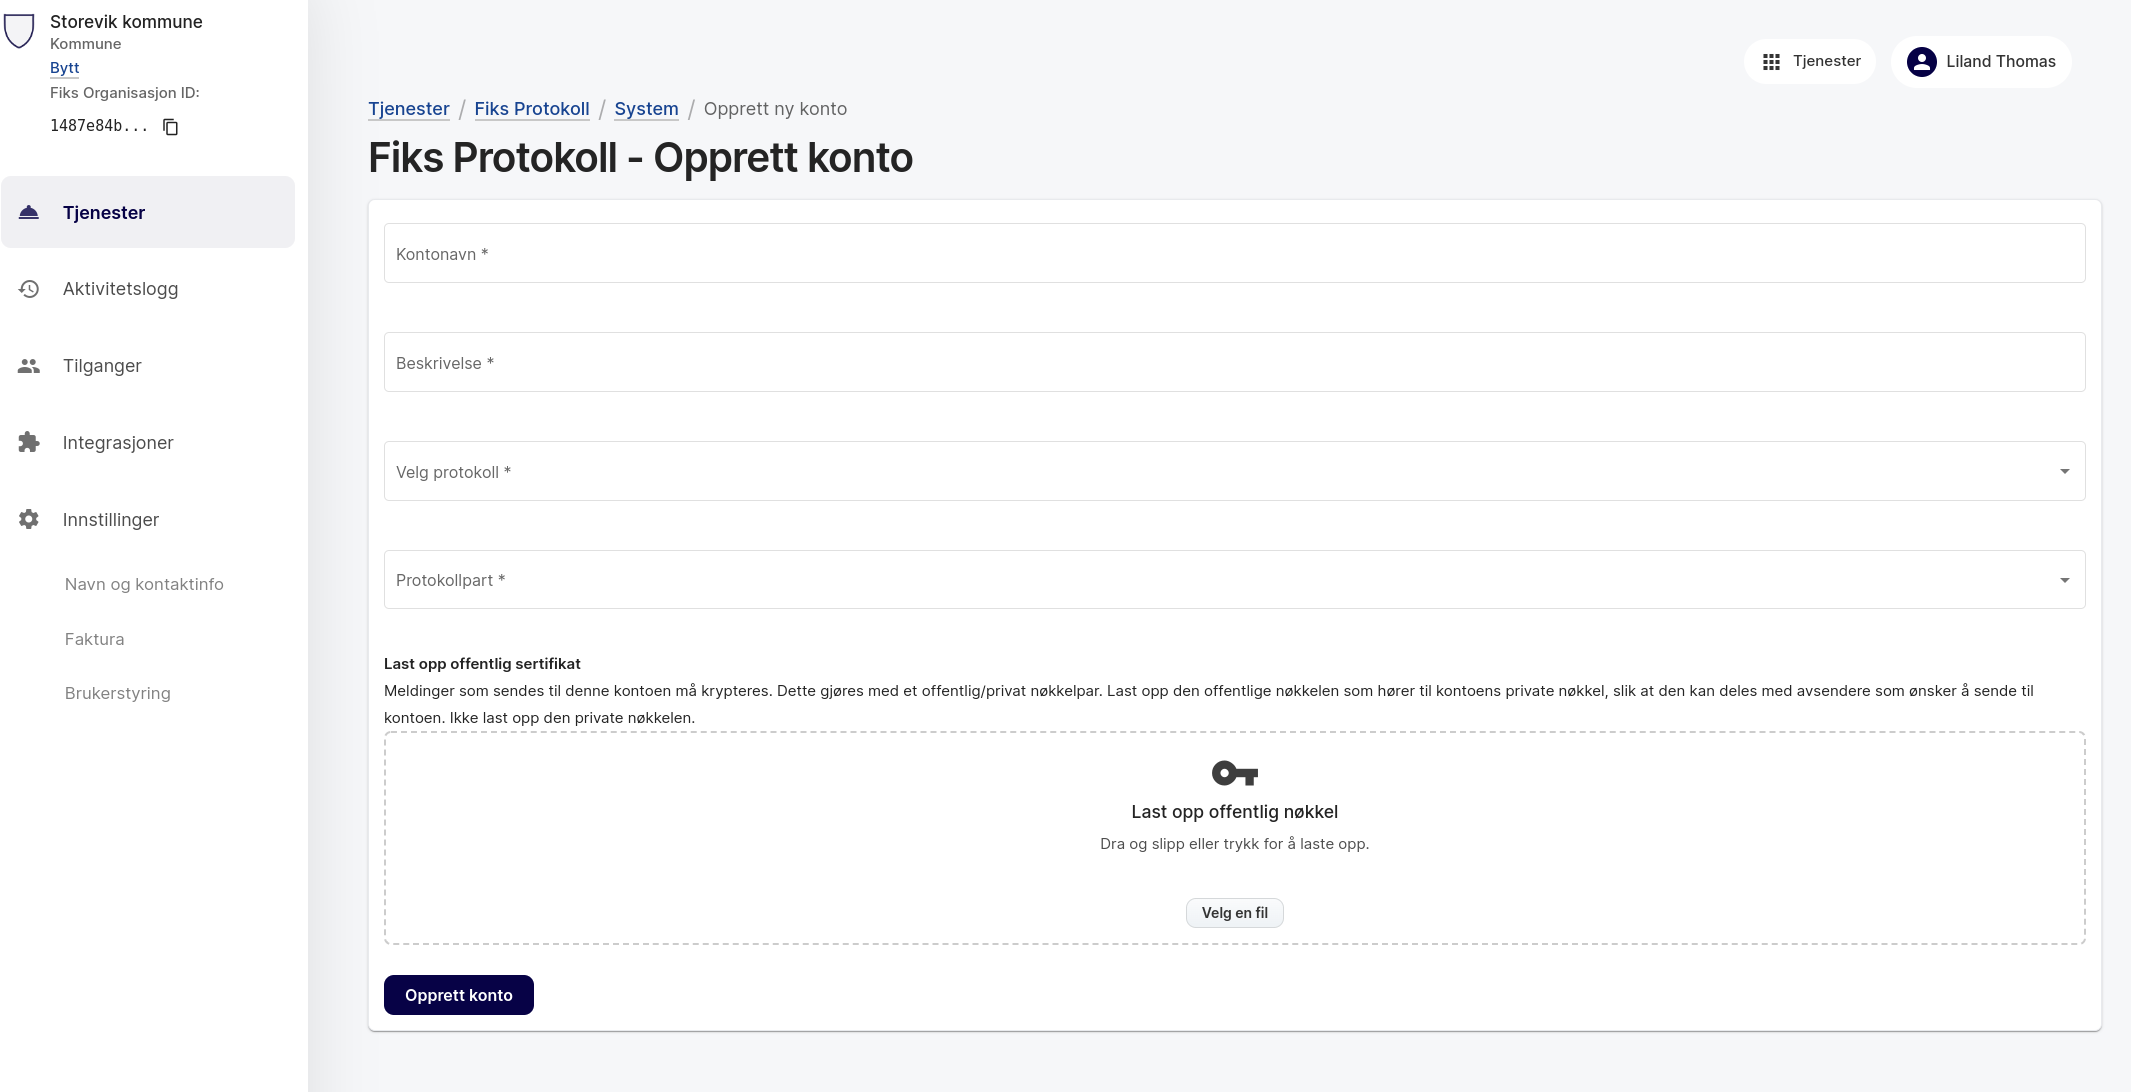 Storevik kommune
Kommune
Bytt
Fiks Organisasjon ID:
1487e84b...
Tjenester
Aktivitetslogg
Tilganger
Integrasjoner
Innstillinger
Navn og kontaktinfo
Faktura
Brukerstyring
Tjenester
Liland Thomas
Tjenester / Fiks Protokoll / System / Opprett ny konto
Fiks Protokoll - Opprett konto
Kontonavn *
Beskrivelse *
Velg protokoll *
Protokollpart *
Last opp offentlig sertifikat
Meldinger som sendes til denne kontoen må krypteres. Dette gjøres med et offentlig/privat nøkkelpar. Last opp den offentlige nøkkelen som hører til kontoens private nøkkel, slik at den kan deles med avsendere som ønsker å sende til
kontoen. Ikke last opp den private nøkkelen.
Last opp offentlig nøkkel
Dra og slipp eller trykk for å laste opp.
Velg en fil
Opprett konto